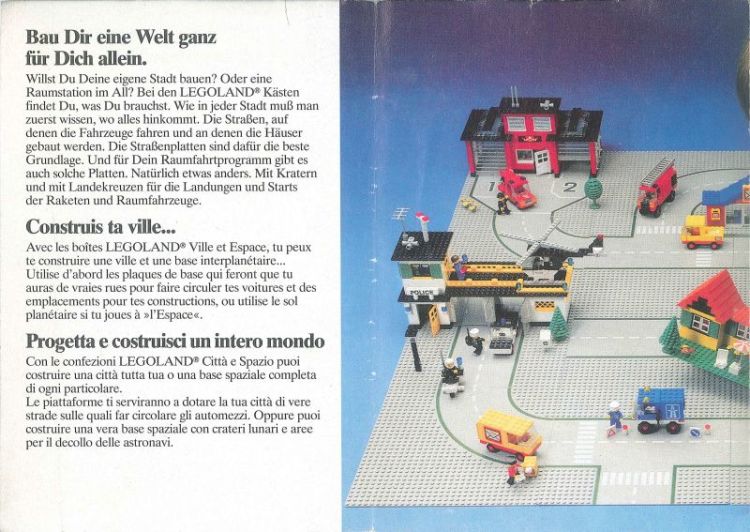 Bau Dir eine Welt ganz
für Dich allein.
Willst Du Deine eigene Stadt bauen? Oder eine
Raumstation im All? Bei den LEGOLAND® Kästen
findet Du, was Du brauchst. Wie in jeder Stadt muß man
zuerst wissen, wo alles hinkommt. Die Straßen, auf
denen die Fahrzeuge fahren und an denen die Häuser
gebaut werden. Die Straßenplatten sind dafür die beste
Grundlage. Und für Dein Raumfahrtprogramm gibt es
auch solche Platten. Natürlich etwas anders. Mit Kratern
und mit Landekreuzen für die Landungen und Starts
der Raketen und Raumfahrzeuge.
Construis ta ville...
Avec les boîtes LEGOLAND® Ville et Espace, tu peux
te construire une ville et une base interplanétaire...
Utilise d'abord les plaques de base qui feront que tu
auras de vraies rues pour faire circuler tes voitures et des
emplacements pour tes constructions, ou utilise le sol
planétaire si tu joues à »l'Espace«.
Progetta e costruisci un intero mondo
Con le confezioni LEGOLAND® Città e Spazio puoi
costruire una città tutta tua o una base spaziale completa
di ogni particolare.
Le piattaforme ti serviranno a dotare la tua città di vere
strade sulle quali far circolare gli automezzi. Oppure puoi
costruire una vera base spaziale con crateri lunari e aree
per il decollo delle astronavi.
1 2
POLICE